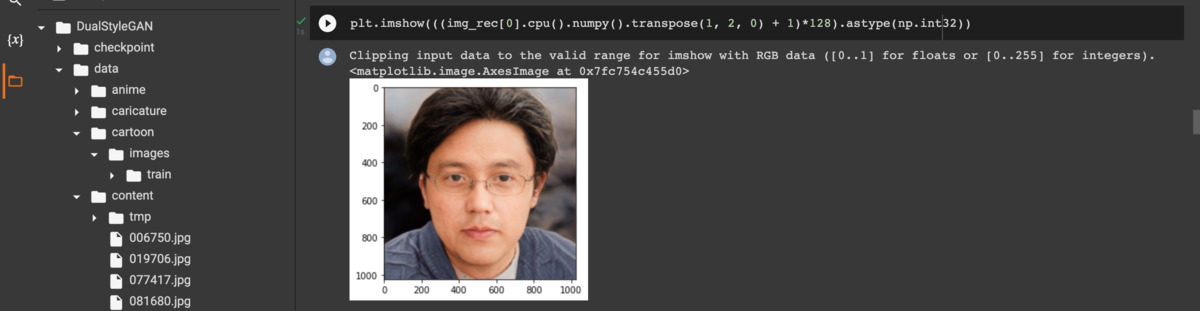 {x}
DualStyleGAN
checkpoint
data
anime
caricature
cartoon
images
train
content
tmp
006750.jpg
019706.jpg
077417.jpg
081680.jpg
1s
plt.imshow(((img_rec[0].cpu().numpy().transpose(1, 2, 0) + 1)*128).astype(np.int32))
Clipping input data to the valid range for imshow with RGB data ([0..1] for floats or [0..255] for integers).
<matplotlib.image.AxesImage at 0x7fc754c455d0>
0
200
400
600
800
1000
0 200 400 600 800 1000